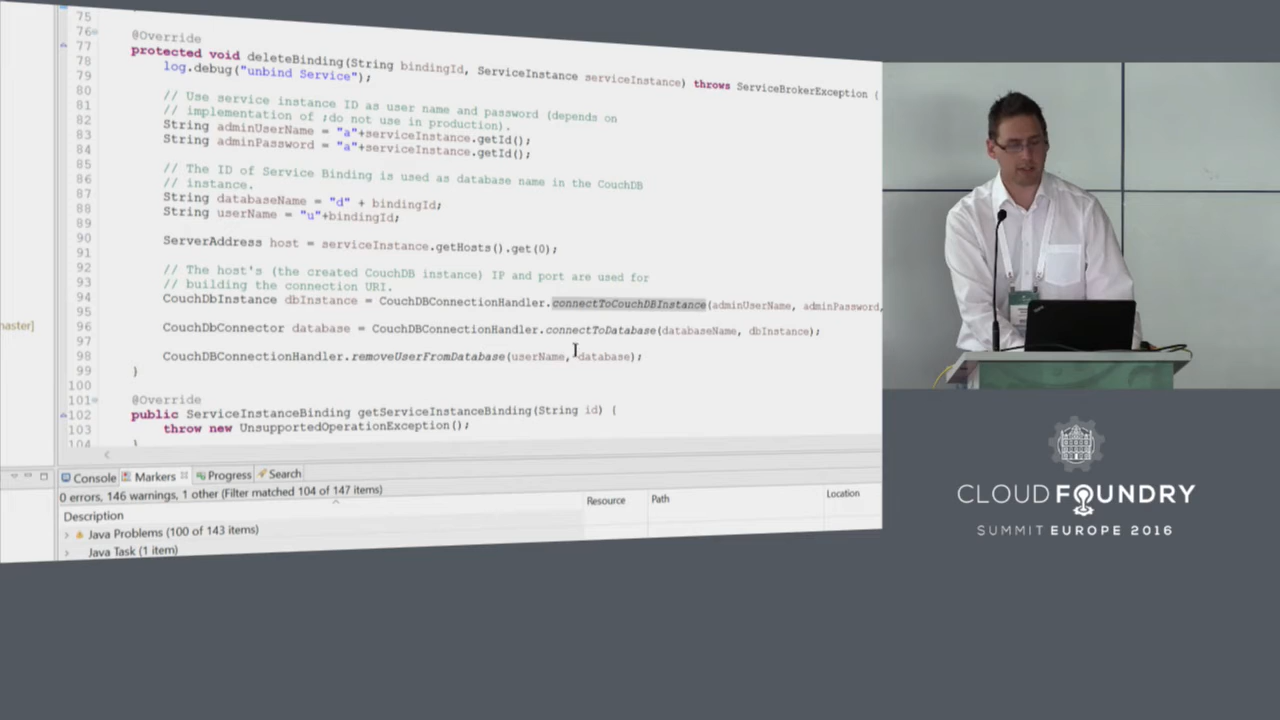 75
76
@Override
77
protected void deleteBinding(String bindingId, ServiceInstance serviceInstance) throws ServiceBrokerException {
78
log.debug("unbind Service");
79
80
// Use service instance ID as user name and password (depends on
81
// implementation of ;do not use in production).
82
String adminUserName = "a"+serviceInstance.getId();
83
String adminPassword = "a"+serviceInstance.getId();
84
85
// The ID of Service Binding is used as database name in the CouchDB
86
// instance.
87
String databaseName = "d" + bindingId;
88
String userName = "u"+bindingId;
89
90
ServerAddress host = serviceInstance.getHosts().get(0);
91
92
// The host's (the created CouchDB instance) IP and port are used for
93
// building the connection URI.
94
CouchDbInstance dbInstance = CouchDBConnectionHandler.connectToCouchDBInstance(adminUserName, adminPassword,
95
96
CouchDbConnector database = CouchDBConnectionHandler.connectToDatabase(databaseName, dbInstance);
97
98
CouchDBConnectionHandler.removeUserFromDatabase(userName, database);
99
}
100
101
@Override
102
public ServiceInstanceBinding getServiceInstanceBinding(String id) {
103
throw new UnsupportedOperationException();
104
}
master]
Console Markers Progress Search
0 errors, 146 warnings, 1 other (Filter matched 104 of 147 items)
Description Resource Path Location
Java Problems (100 of 143 items)
Java Task (1 item)
CLOUD FOUNDRY
SUMMIT EUROPE 2016